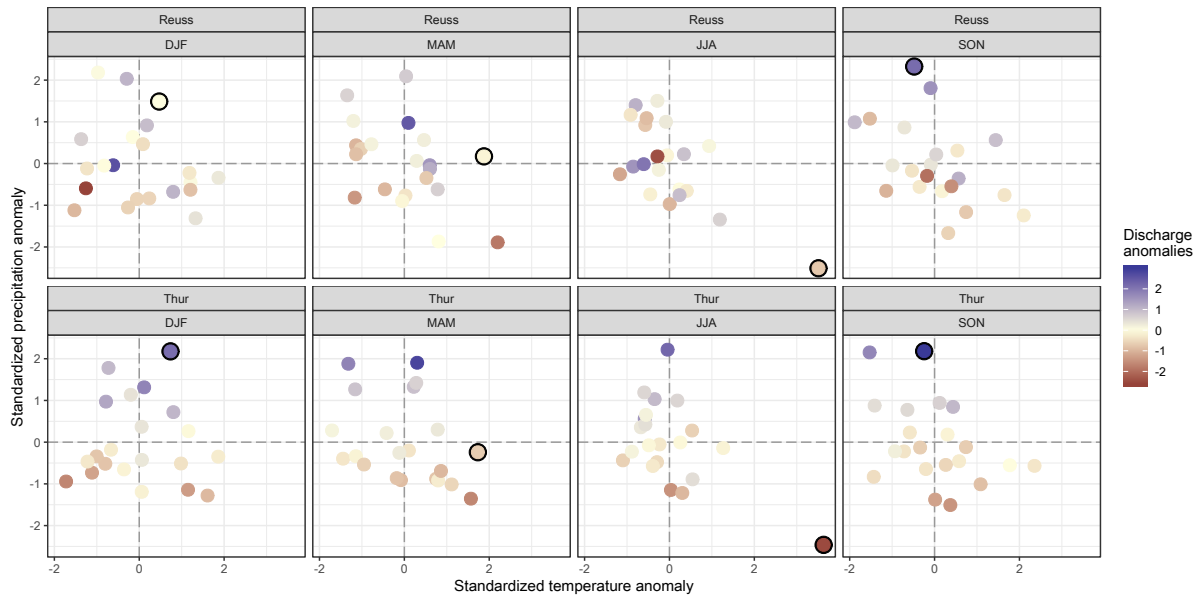 Reuss Reuss Reuss Reuss
DJF MAM JJA SON
2
1
0
-1
-2
Thur Thur Thur Thur
DJF MAM JJA SON
2
1
0
-1
-2
-2 0 2 -2 0 2 -2 0 2 -2 0 2
Standardized temperature anomaly
Standardized precipitation anomaly
Discharge
anomalies
2
1
0
-1
-2